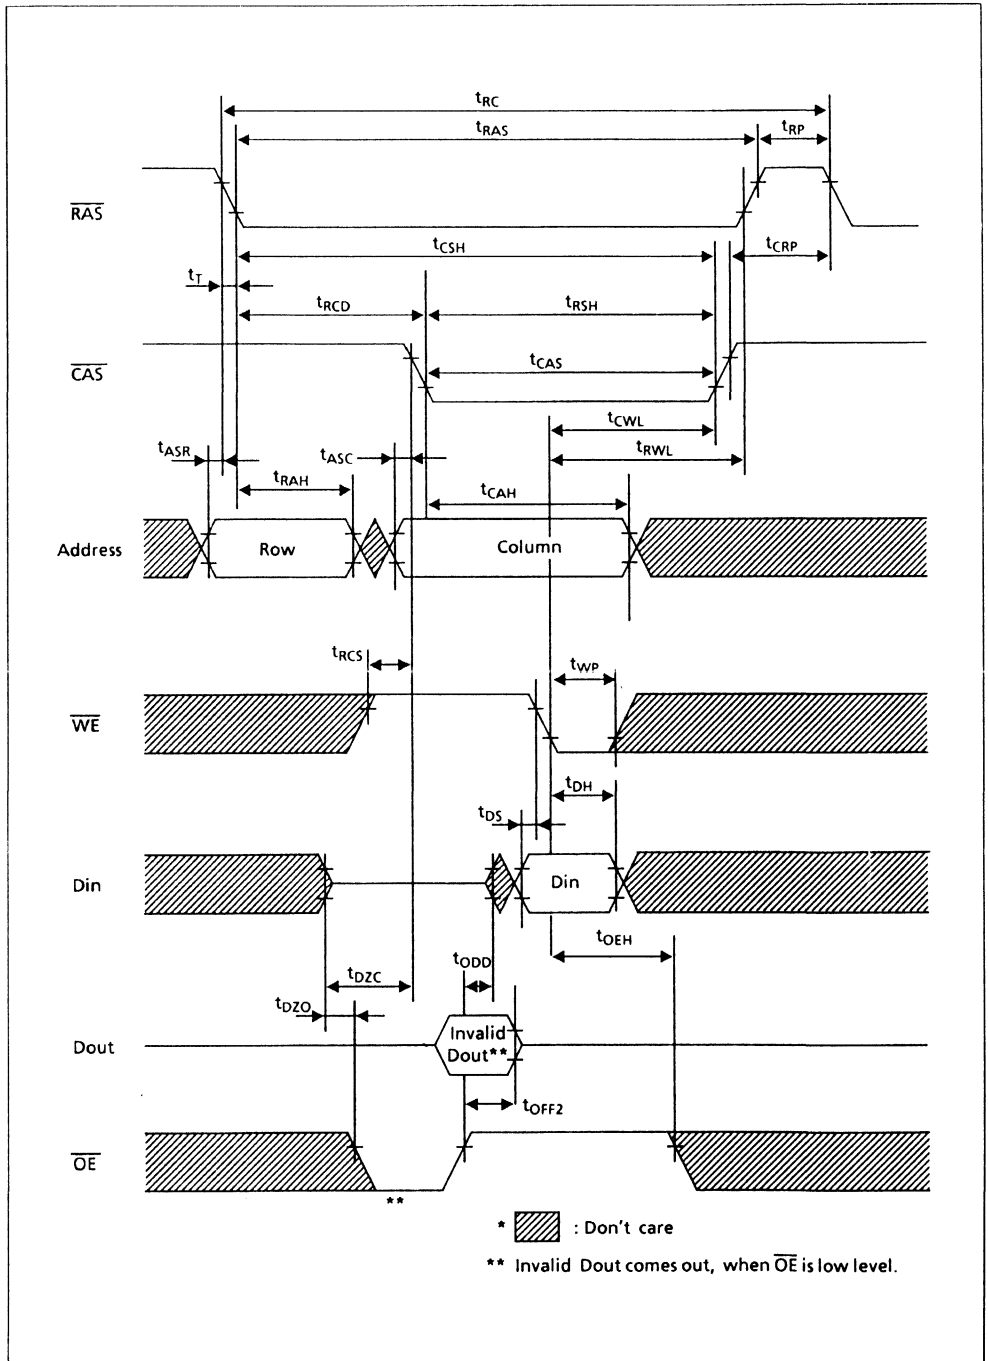 tRC
tRAS
tRP
RAS
tCSH
tCRP
tT
tRCD
tRSH
CAS
tCAS
tCWL
tASR
tASC
tRWL
tRAH
tCAH
Address
Row
Column
tRCS
tWP
WE
tDH
tDS
Din
Din
tOEH
tODD
tDZC
tDZO
Dout
Invalid
Dout**
tOFF2
OE
**
* : Don't care
** Invalid Dout comes out, when OE is low level.